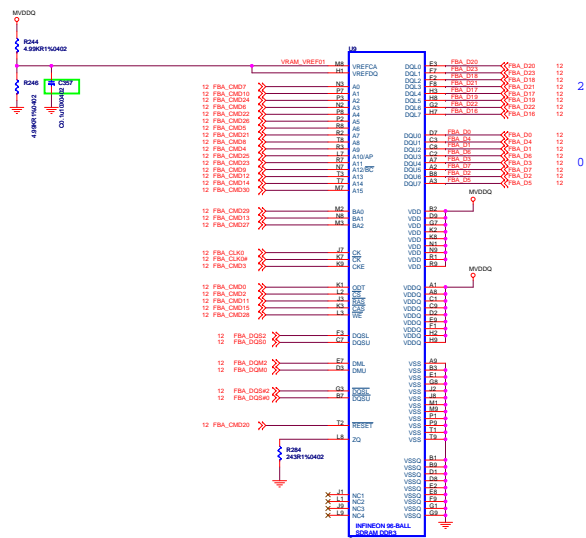 MVDDQ
R244
4.99KR1%0402
R246
4.99KR1%0402
C357
C0.1u10X0402
U9
VRAM_VREF01 M8 VREFCA
H1 VREFDQ
12 FBA_CMD7 N3 A0
12 FBA_CMD10 P7 A1
12 FBA_CMD24 P3 A2
12 FBA_CMD6 N2 A3
12 FBA_CMD22 P8 A4
12 FBA_CMD26 P2 A5
12 FBA_CMD5 R8 A6
12 FBA_CMD21 R2 A7
12 FBA_CMD8 T8 A8
12 FBA_CMD4 R3 A9
12 FBA_CMD25 L7 A10/AP
12 FBA_CMD23 R7 A11
12 FBA_CMD9 N7 A12/BC
12 FBA_CMD12 T3 A13
12 FBA_CMD14 T7 A14
12 FBA_CMD30 M7 A15
12 FBA_CMD29 M2 BA0
12 FBA_CMD13 N8 BA1
12 FBA_CMD27 M3 BA2
12 FBA_CLK0 J7 CK
12 FBA_CLK0# K7 CK
12 FBA_CMD3 K9 CKE
12 FBA_CMD0 K1 ODT
12 FBA_CMD2 L2 CS
12 FBA_CMD11 J3 RAS
12 FBA_CMD15 K3 CAS
12 FBA_CMD28 L3 WE
12 FBA_DQS2 F3 DQSL
12 FBA_DQS0 C7 DQSU
12 FBA_DQM2 E7 DML
12 FBA_DQM0 D3 DMU
12 FBA_DQS#2 G3 DQSL
12 FBA_DQS#0 B7 DQSU
12 FBA_CMD20 T2 RESET
L8 ZQ
R284
243R1%0402
J1 NC1
L1 NC2
J9 NC3
L9 NC4
DQL0 E3 FBA_D20 FBA_D20 12
DQL1 F7 FBA_D23 FBA_D23 12
DQL2 F2 FBA_D18 FBA_D18 12
DQL3 F8 FBA_D21 FBA_D21 12
DQL4 H3 FBA_D17 FBA_D17 12
DQL5 H8 FBA_D19 FBA_D19 12
DQL6 G2 FBA_D22 FBA_D22 12
DQL7 H7 FBA_D16 FBA_D16 12
2
DQU0 D7 FBA_D0 FBA_D0 12
DQU1 C3 FBA_D4 FBA_D4 12
DQU2 C8 FBA_D1 FBA_D1 12
DQU3 C2 FBA_D6 FBA_D6 12
DQU4 A7 FBA_D3 FBA_D3 12
DQU5 A2 FBA_D7 FBA_D7 12
DQU6 B8 FBA_D2 FBA_D2 12
DQU7 A3 FBA_D5 FBA_D5 12
0
MVDDQ
VDD B2
VDD D9
VDD G7
VDD K2
VDD K8
VDD N1
VDD N9
VDD R1
VDD R9
MVDDQ
VDDQ A1
VDDQ A8
VDDQ C1
VDDQ C9
VDDQ D2
VDDQ E9
VDDQ F1
VDDQ H2
VDDQ H9
VSS A9
VSS B3
VSS E1
VSS G8
VSS J2
VSS J8
VSS M1
VSS M9
VSS P1
VSS P9
VSS T1
VSS T9
VSSQ B1
VSSQ B9
VSSQ D1
VSSQ D8
VSSQ E2
VSSQ E8
VSSQ F9
VSSQ G1
VSSQ G9
INFINEON 96-BALL
SDRAM DDR3